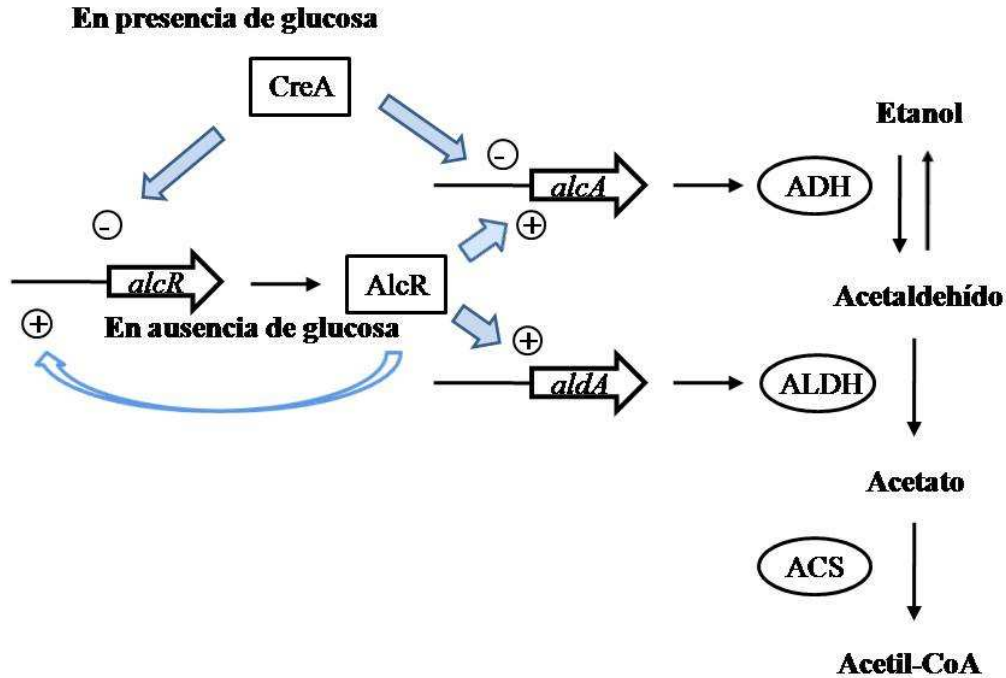 En presencia de glucosa
CreA
Etanol
-
alcA
ADH
+
-
alcR
AlcR
Acetaldehído
+
En ausencia de glucosa
+
aldA
ALDH
Acetato
ACS
Acetil-CoA